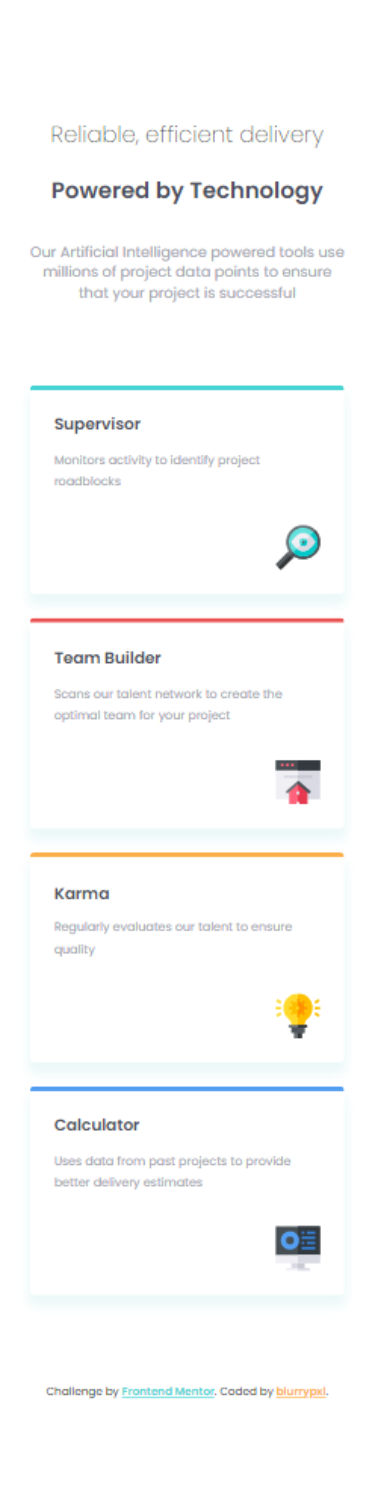 Reliable, efficient delivery
Powered by Technology
Our Artificial Intelligence powered tools use
millions of project data points to ensure
that your project is successful
Supervisor
Monitors activity to identify project
roadblocks
Team Builder
Scans our talent network to create the
optimal team for your project
Karma
Regularly evaluates our talent to ensure
quality
Calculator
Uses data from past projects to provide
better delivery estimates
Challenge by Frontend Mentor. Coded by blurrypxl.